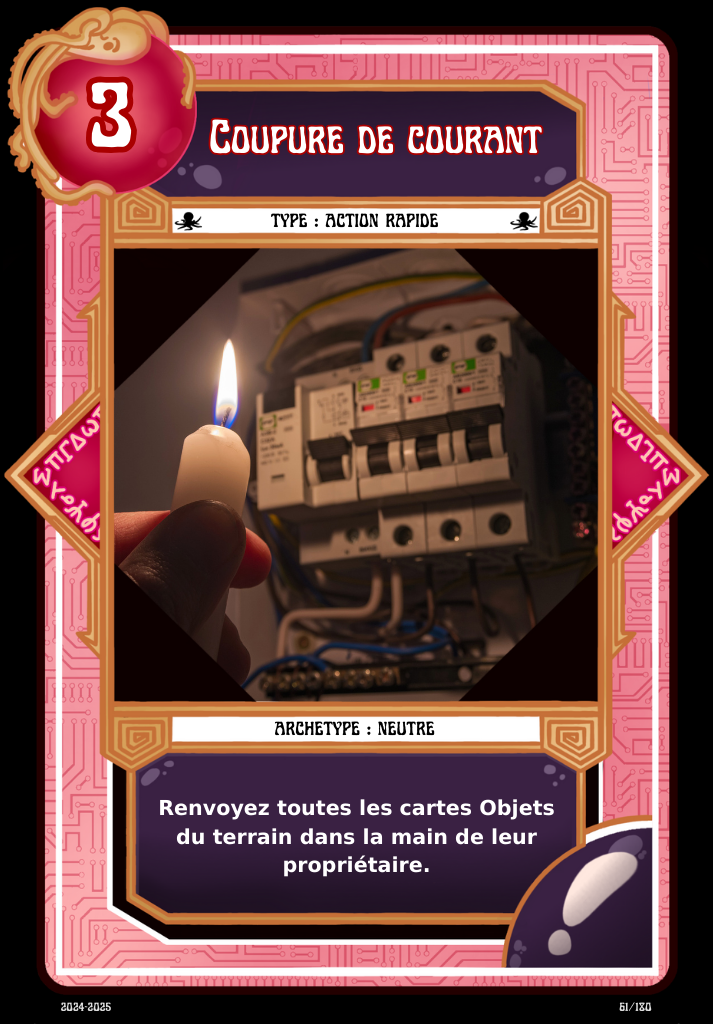 3
COUPURE DE COURANT
TYPE : ACTION RAPIDE
ARCHETYPE : NEUTRE
Renvoyez toutes les cartes Objets
du terrain dans la main de leur
propriétaire.
2024-2025
51/180